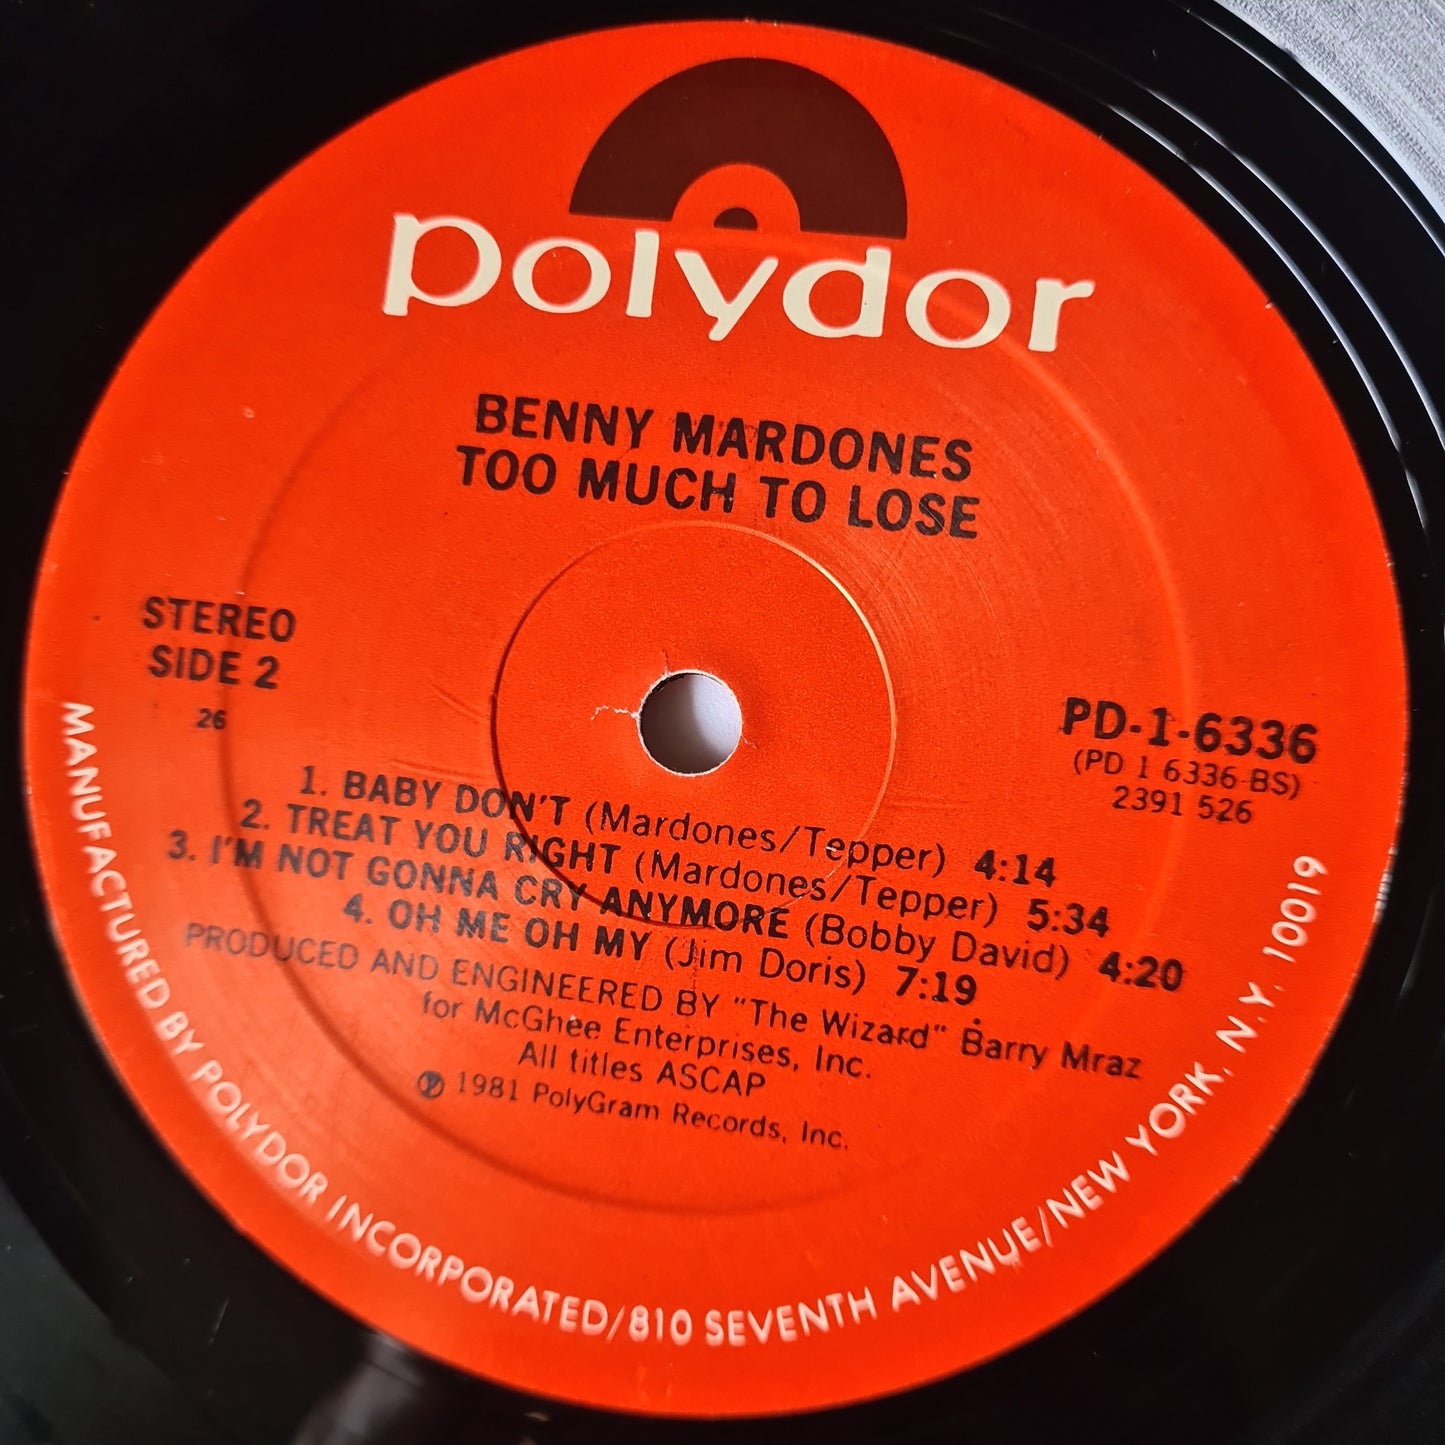 polydor
BENNY MARDONES
TOO MUCH TO LOSE
STEREO
SIDE 2
26
PD-1-6336
(PD 1 6336-BS)
2391 526
1. BABY DON'T (Mardones/Tepper) 4:14
2. TREAT YOU RIGHT (Mardones/Tepper) 5:34
3. I'M NOT GONNA CRY ANYMORE (Bobby David) 4:20
4. OH ME OH MY (Jim Doris) 7:19
PRODUCED AND ENGINEERED BY "The Wizard" Barry Mraz
for McGhee Enterprises, Inc.
All titles ASCAP
℗ 1981 PolyGram Records, Inc.
MANUFACTURED BY POLYDOR INCORPORATED/810 SEVENTH AVENUE/NEW YORK, N.Y. 10019